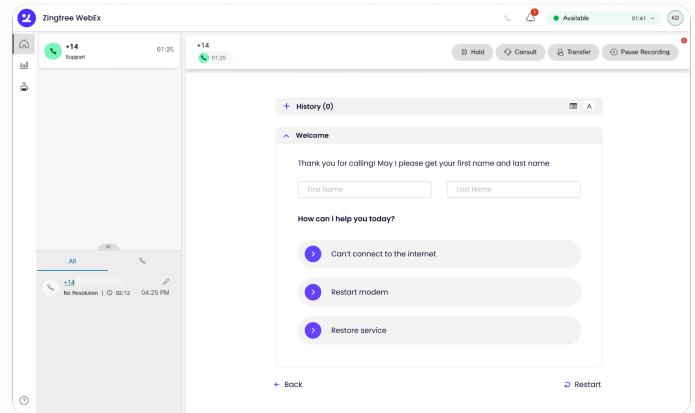 Zingtree WebEx
1
Available
01:41
KD
+14
Support
01:25
+14
01:25
Hold
Consult
Transfer
Pause Recording
History (0)
A
Welcome
Thank you for calling! May I please get your first name and last name
First Name
Last Name
How can i help you today?
Can't connect to the internet
Restart modem
Restore service
Back
Restart
All
+14
No Resolution | 02:12 04:25 PM